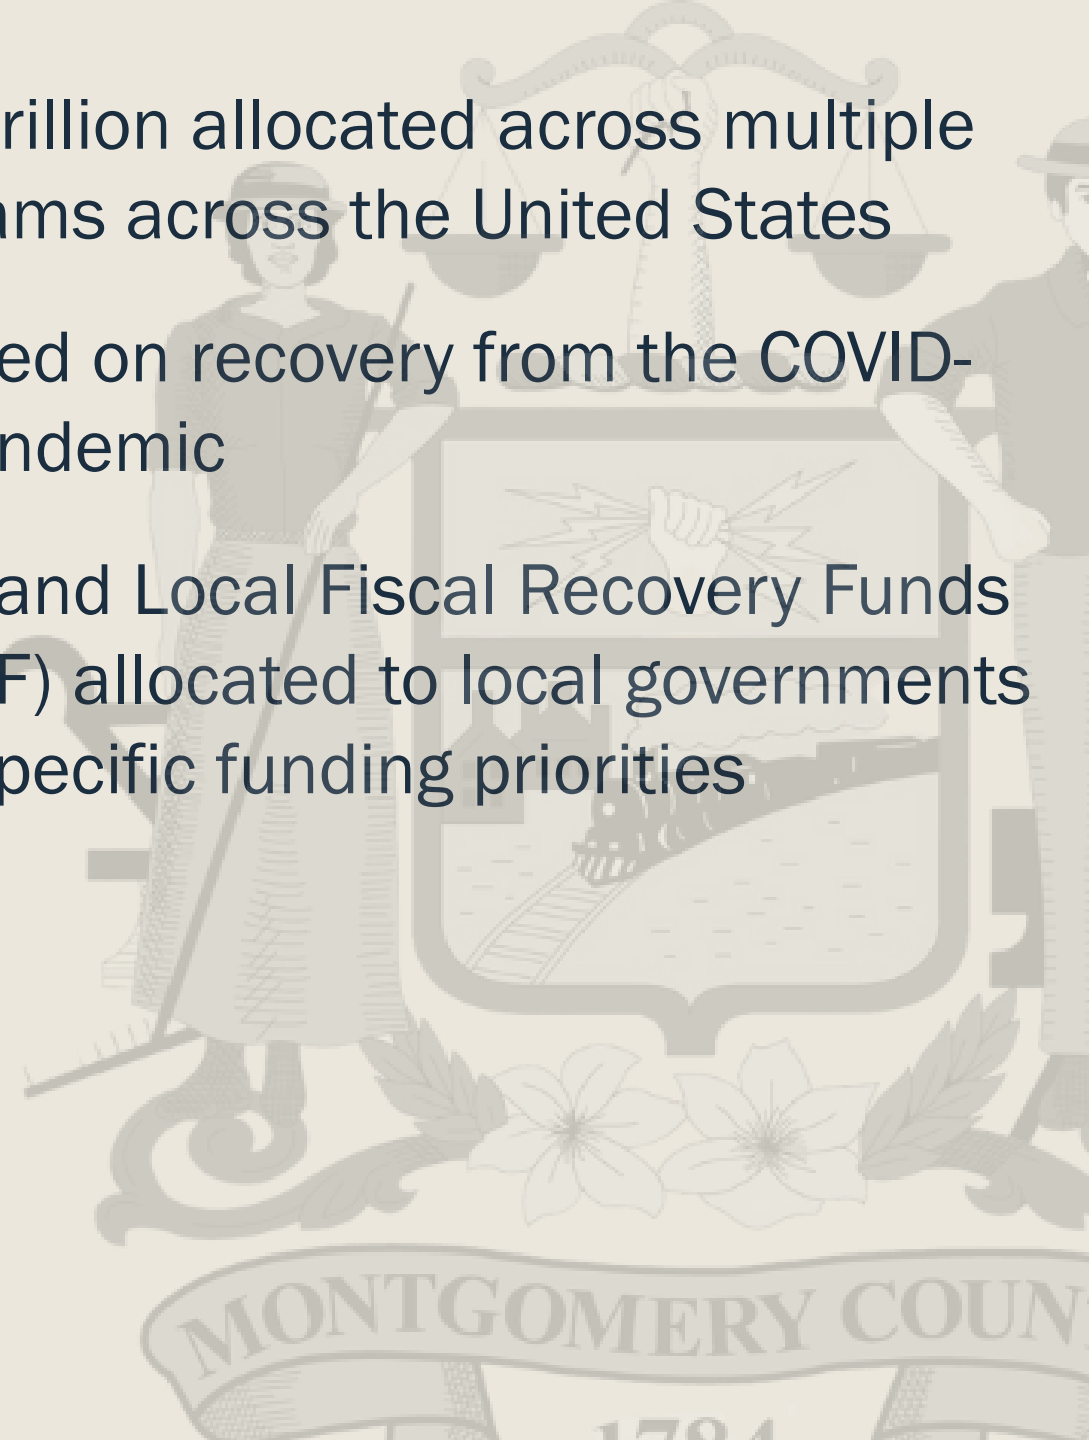 rillion allocated across multiple
ams across the United States
ed on recovery from the COVID-
ndemic
and Local Fiscal Recovery Funds
F) allocated to local governments
pecific funding priorities
MONTGOMERY COUN
1784